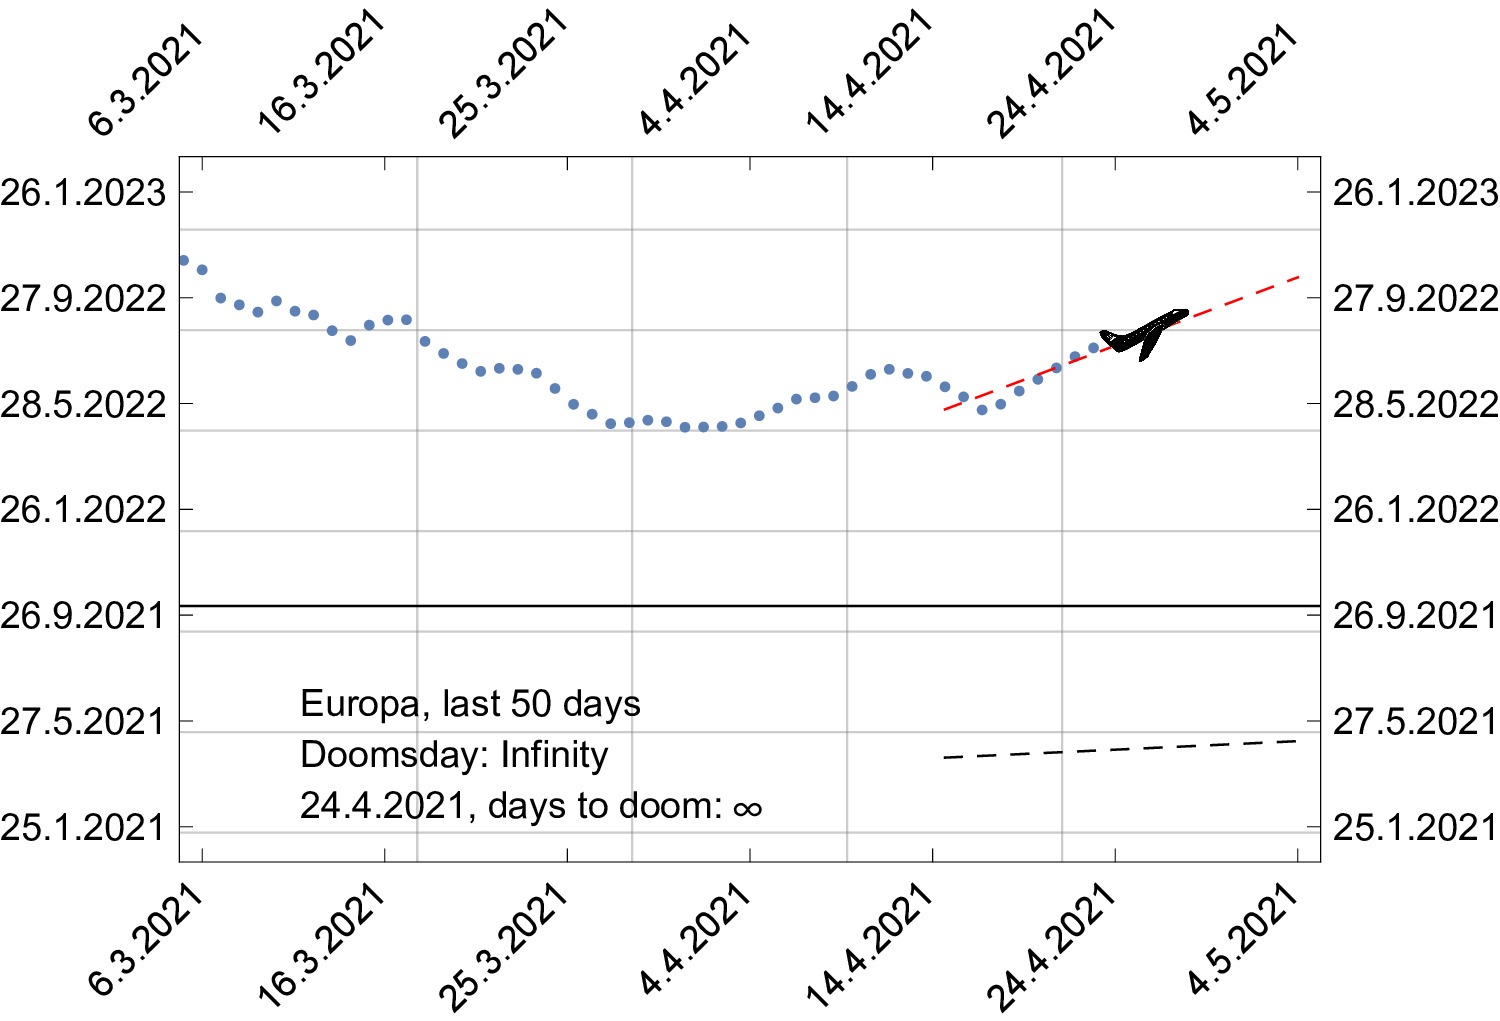 6.3.2021 16.3.2021 25.3.2021 4.4.2021 14.4.2021 24.4.2021 4.5.2021
26.1.2023 26.1.2023
27.9.2022 27.9.2022
28.5.2022 28.5.2022
26.1.2022 26.1.2022
26.9.2021 26.9.2021
Europa, last 50 days
27.5.2021 27.5.2021
Doomsday: Infinity
24.4.2021, days to doom: ∞
25.1.2021 25.1.2021
6.3.2021 16.3.2021 25.3.2021 4.4.2021 14.4.2021 24.4.2021 4.5.2021